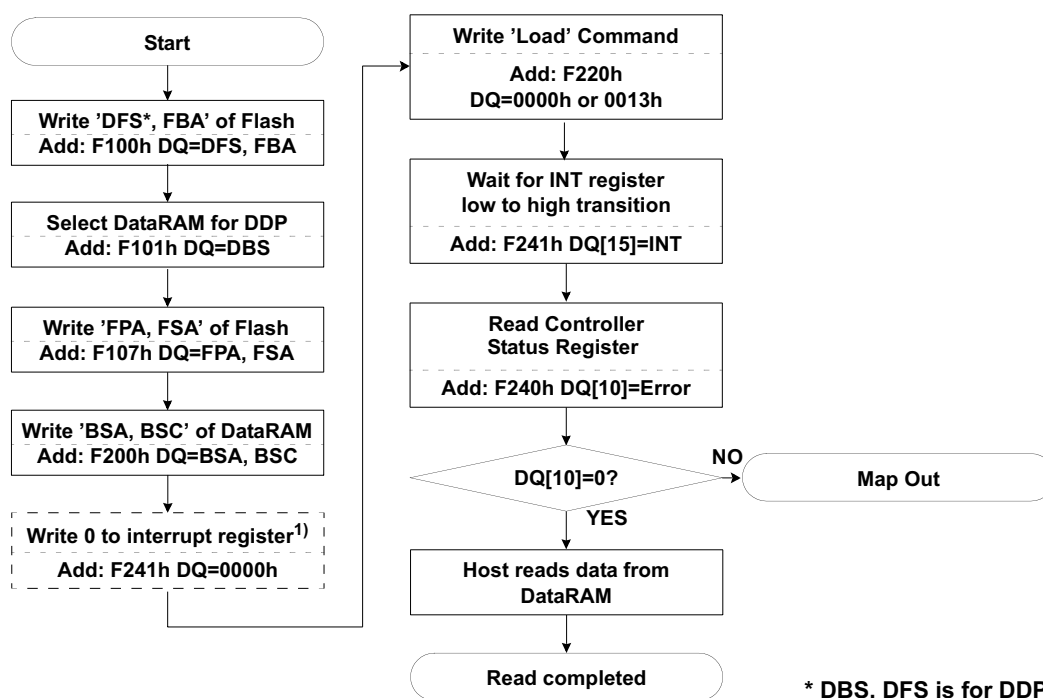 Start
Write ’DFS*, FBA’ of Flash
Add: F100h DQ=DFS, FBA
Select DataRAM for DDP
Add: F101h DQ=DBS
Write ’FPA, FSA’ of Flash
Add: F107h DQ=FPA, FSA
Write ’BSA, BSC’ of DataRAM
Add: F200h DQ=BSA, BSC
Write 0 to interrupt register1)
Add: F241h DQ=0000h
Write ’Load’ Command
Add: F220h
DQ=0000h or 0013h
Wait for INT register
low to high transition
Add: F241h DQ[15]=INT
Read Controller
Status Register
Add: F240h DQ[10]=Error
DQ[10]=0?
NO
Map Out
YES
Host reads data from
DataRAM
Read completed
* DBS, DFS is for DDP